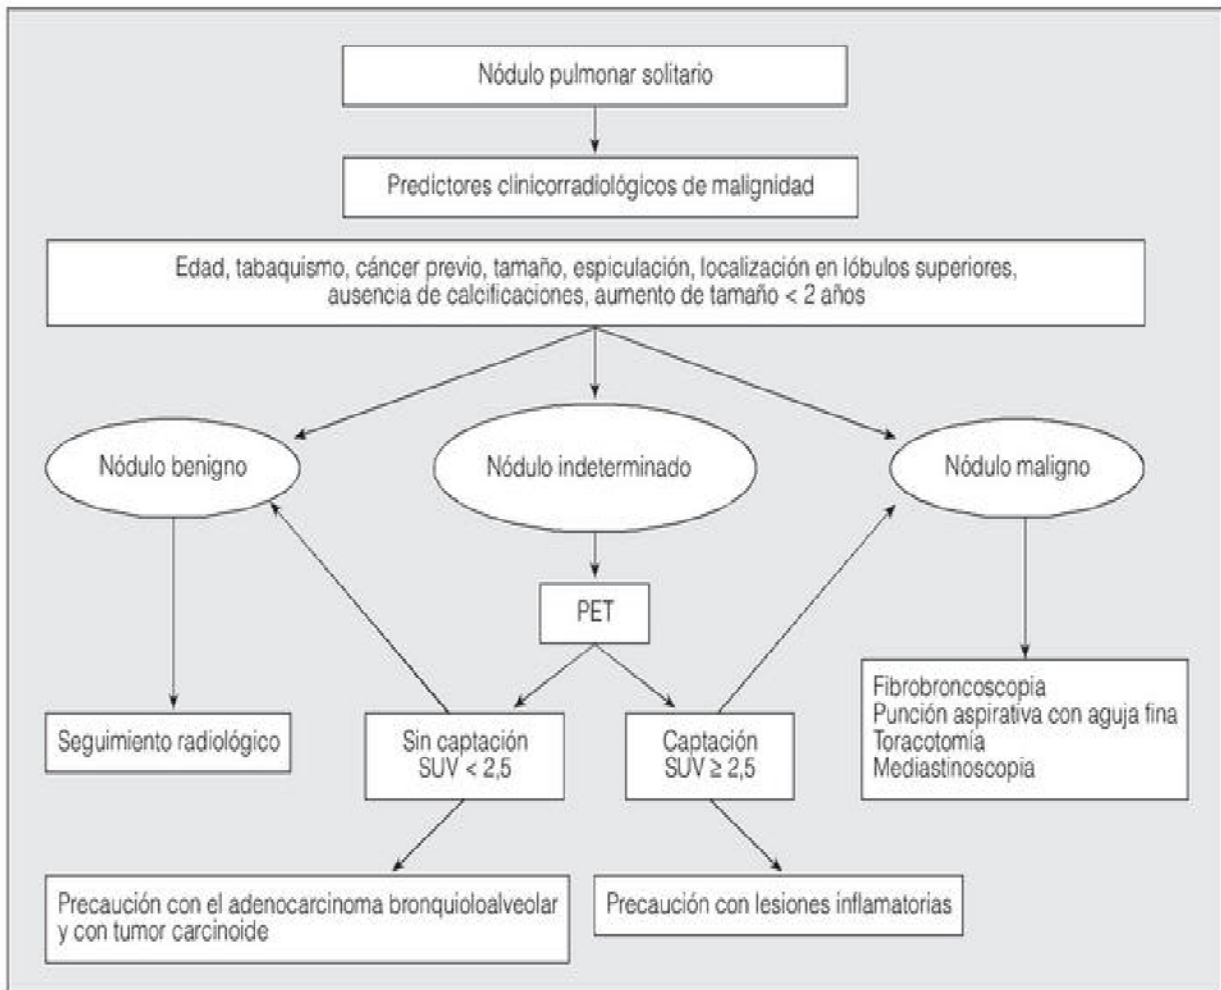 Nódulo pulmonar solitario
Predictores clinicorradiológicos de malignidad
Edad, tabaquismo, cáncer previo, tamaño, espiculación, localización en lóbulos superiores,
ausencia de calcificaciones, aumento de tamaño < 2 años
Nódulo benigno
Nódulo indeterminado
Nódulo maligno
PET
Seguimiento radiológico
Sin captación
SUV < 2,5
Captación
SUV ≥ 2,5
Fibrobroncoscopia
Punción aspirativa con aguja fina
Toracotomía
Mediastinoscopia
Precaución con el adenocarcinoma bronquioloalveolar
y con tumor carcinoide
Precaución con lesiones inflamatorias